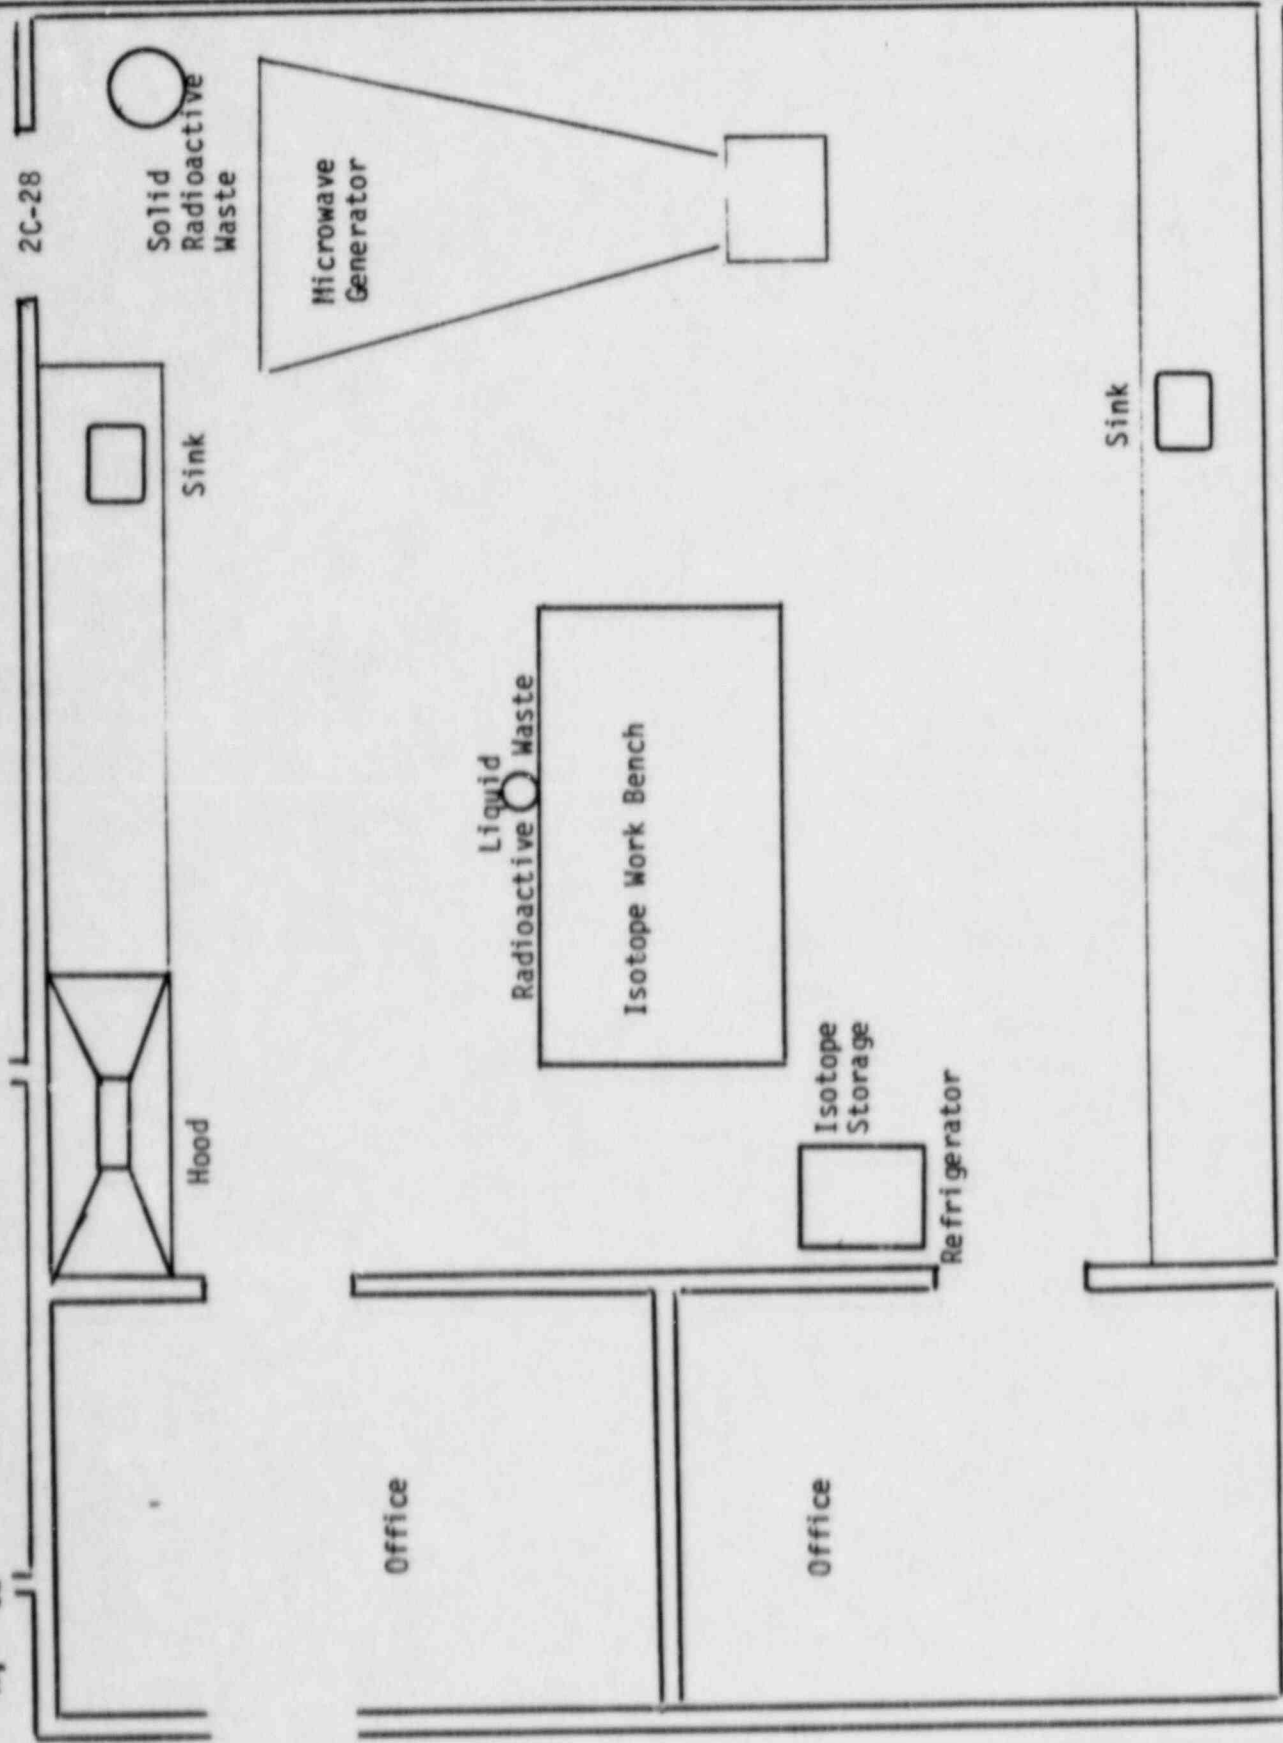 2C-28
Solid
Radioactive
Waste
Microwave
Generator
Sink
Sink
Liquid
Radioactive Waste
Isotope Work Bench
Hood
Isotope
Storage
Refrigerator
Office
Office